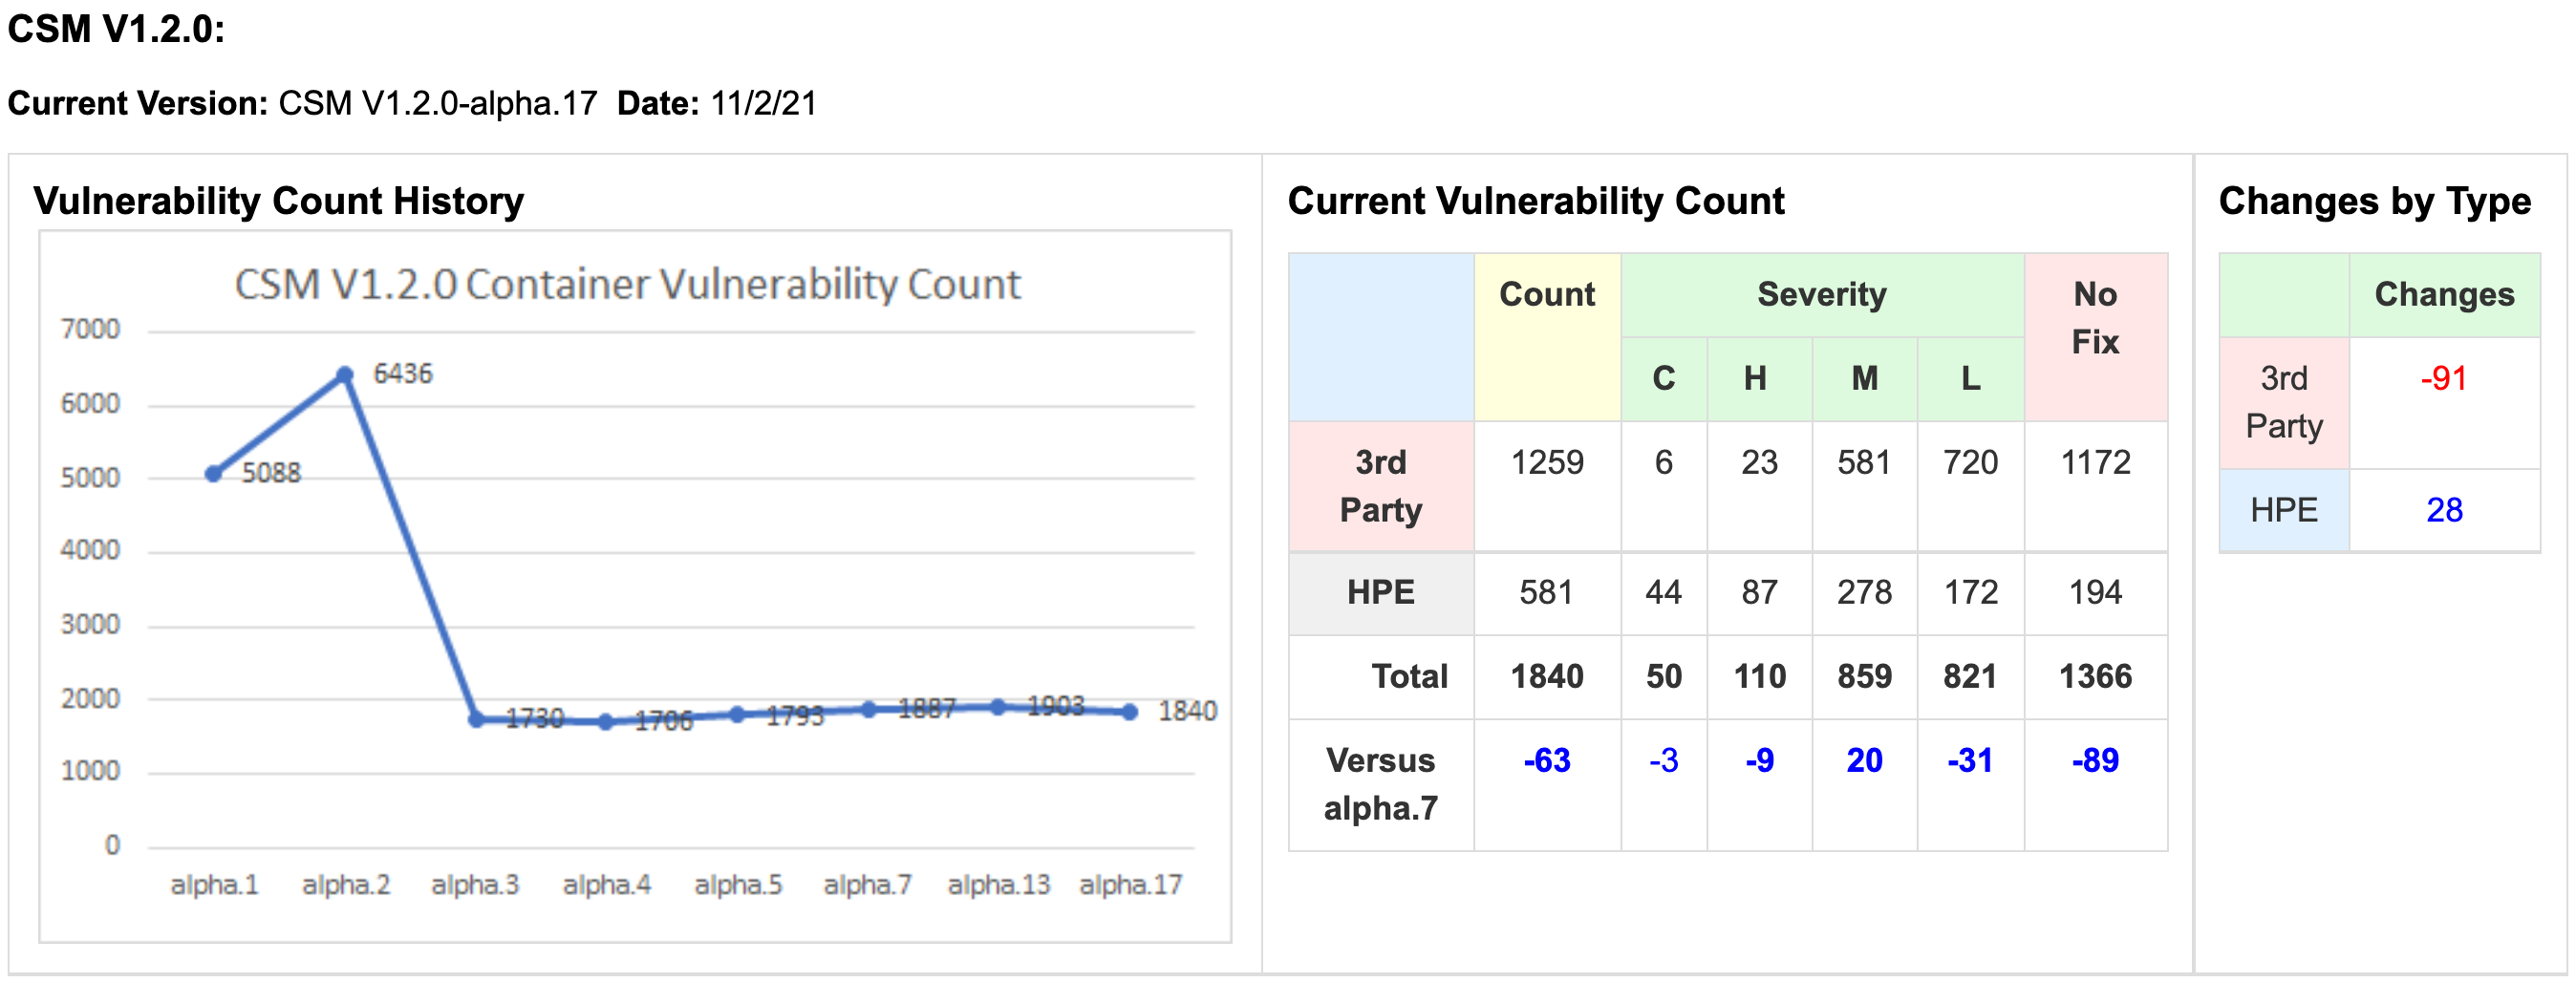 CSM V1.2.0:
Current Version: CSM V1.2.0-alpha.17 Date: 11/2/21
Vulnerability Count History
CSM V1.2.0 Container Vulnerability Count
7000
6000
5000
4000
3000
2000
1000
0
5088
6436
1730
1706
1793
1887
1903
1840
alpha.1 alpha.2 alpha.3 alpha.4 alpha.5 alpha.7 alpha.13 alpha.17
Current Vulnerability Count
Count Severity No
Fix
C H M L
3rd 1259 6 23 581 720 1172
Party
HPE 581 44 87 278 172 194
Total 1840 50 110 859 821 1366
Versus -63 -3 -9 20 -31 -89
alpha.7
Changes by Type
Changes
3rd -91
Party
HPE 28